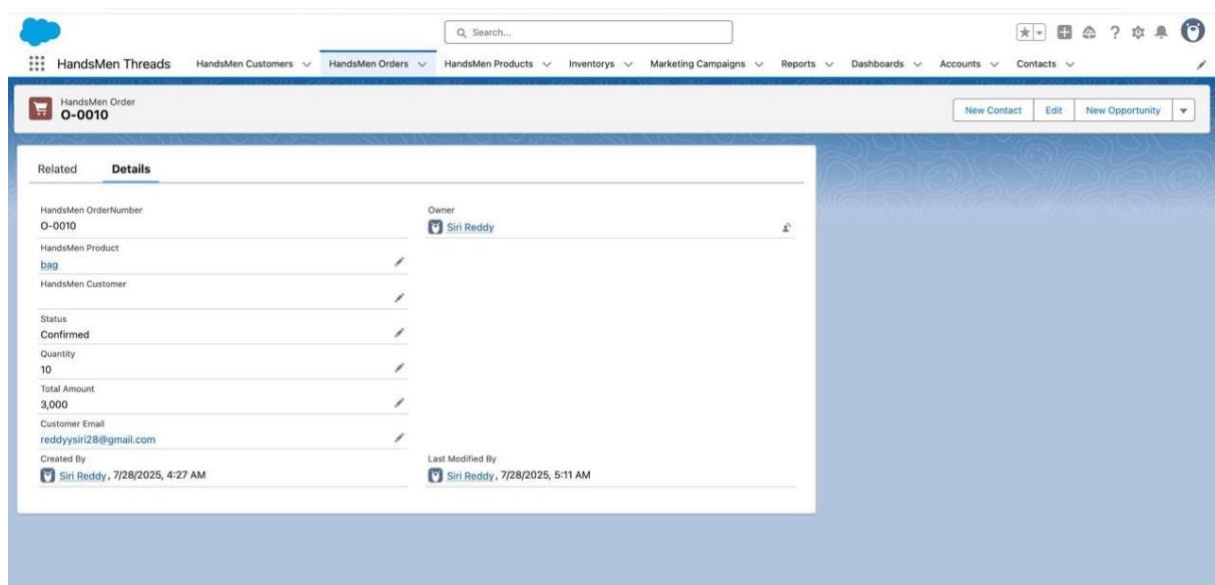 Search...
HandsMen Threads HandsMen Customers HandsMen Orders HandsMen Products Inventorys Marketing Campaigns Reports Dashboards Accounts Contacts
HandsMen Order
O-0010
New Contact Edit New Opportunity
Related Details
HandsMen OrderNumber
O-0010
Owner
Siri Reddy
HandsMen Product
bag
HandsMen Customer
Status
Confirmed
Quantity
10
Total Amount
3,000
Customer Email
reddyysiri28@gmail.com
Created By
Siri Reddy, 7/28/2025, 4:27 AM
Last Modified By
Siri Reddy, 7/28/2025, 5:11 AM